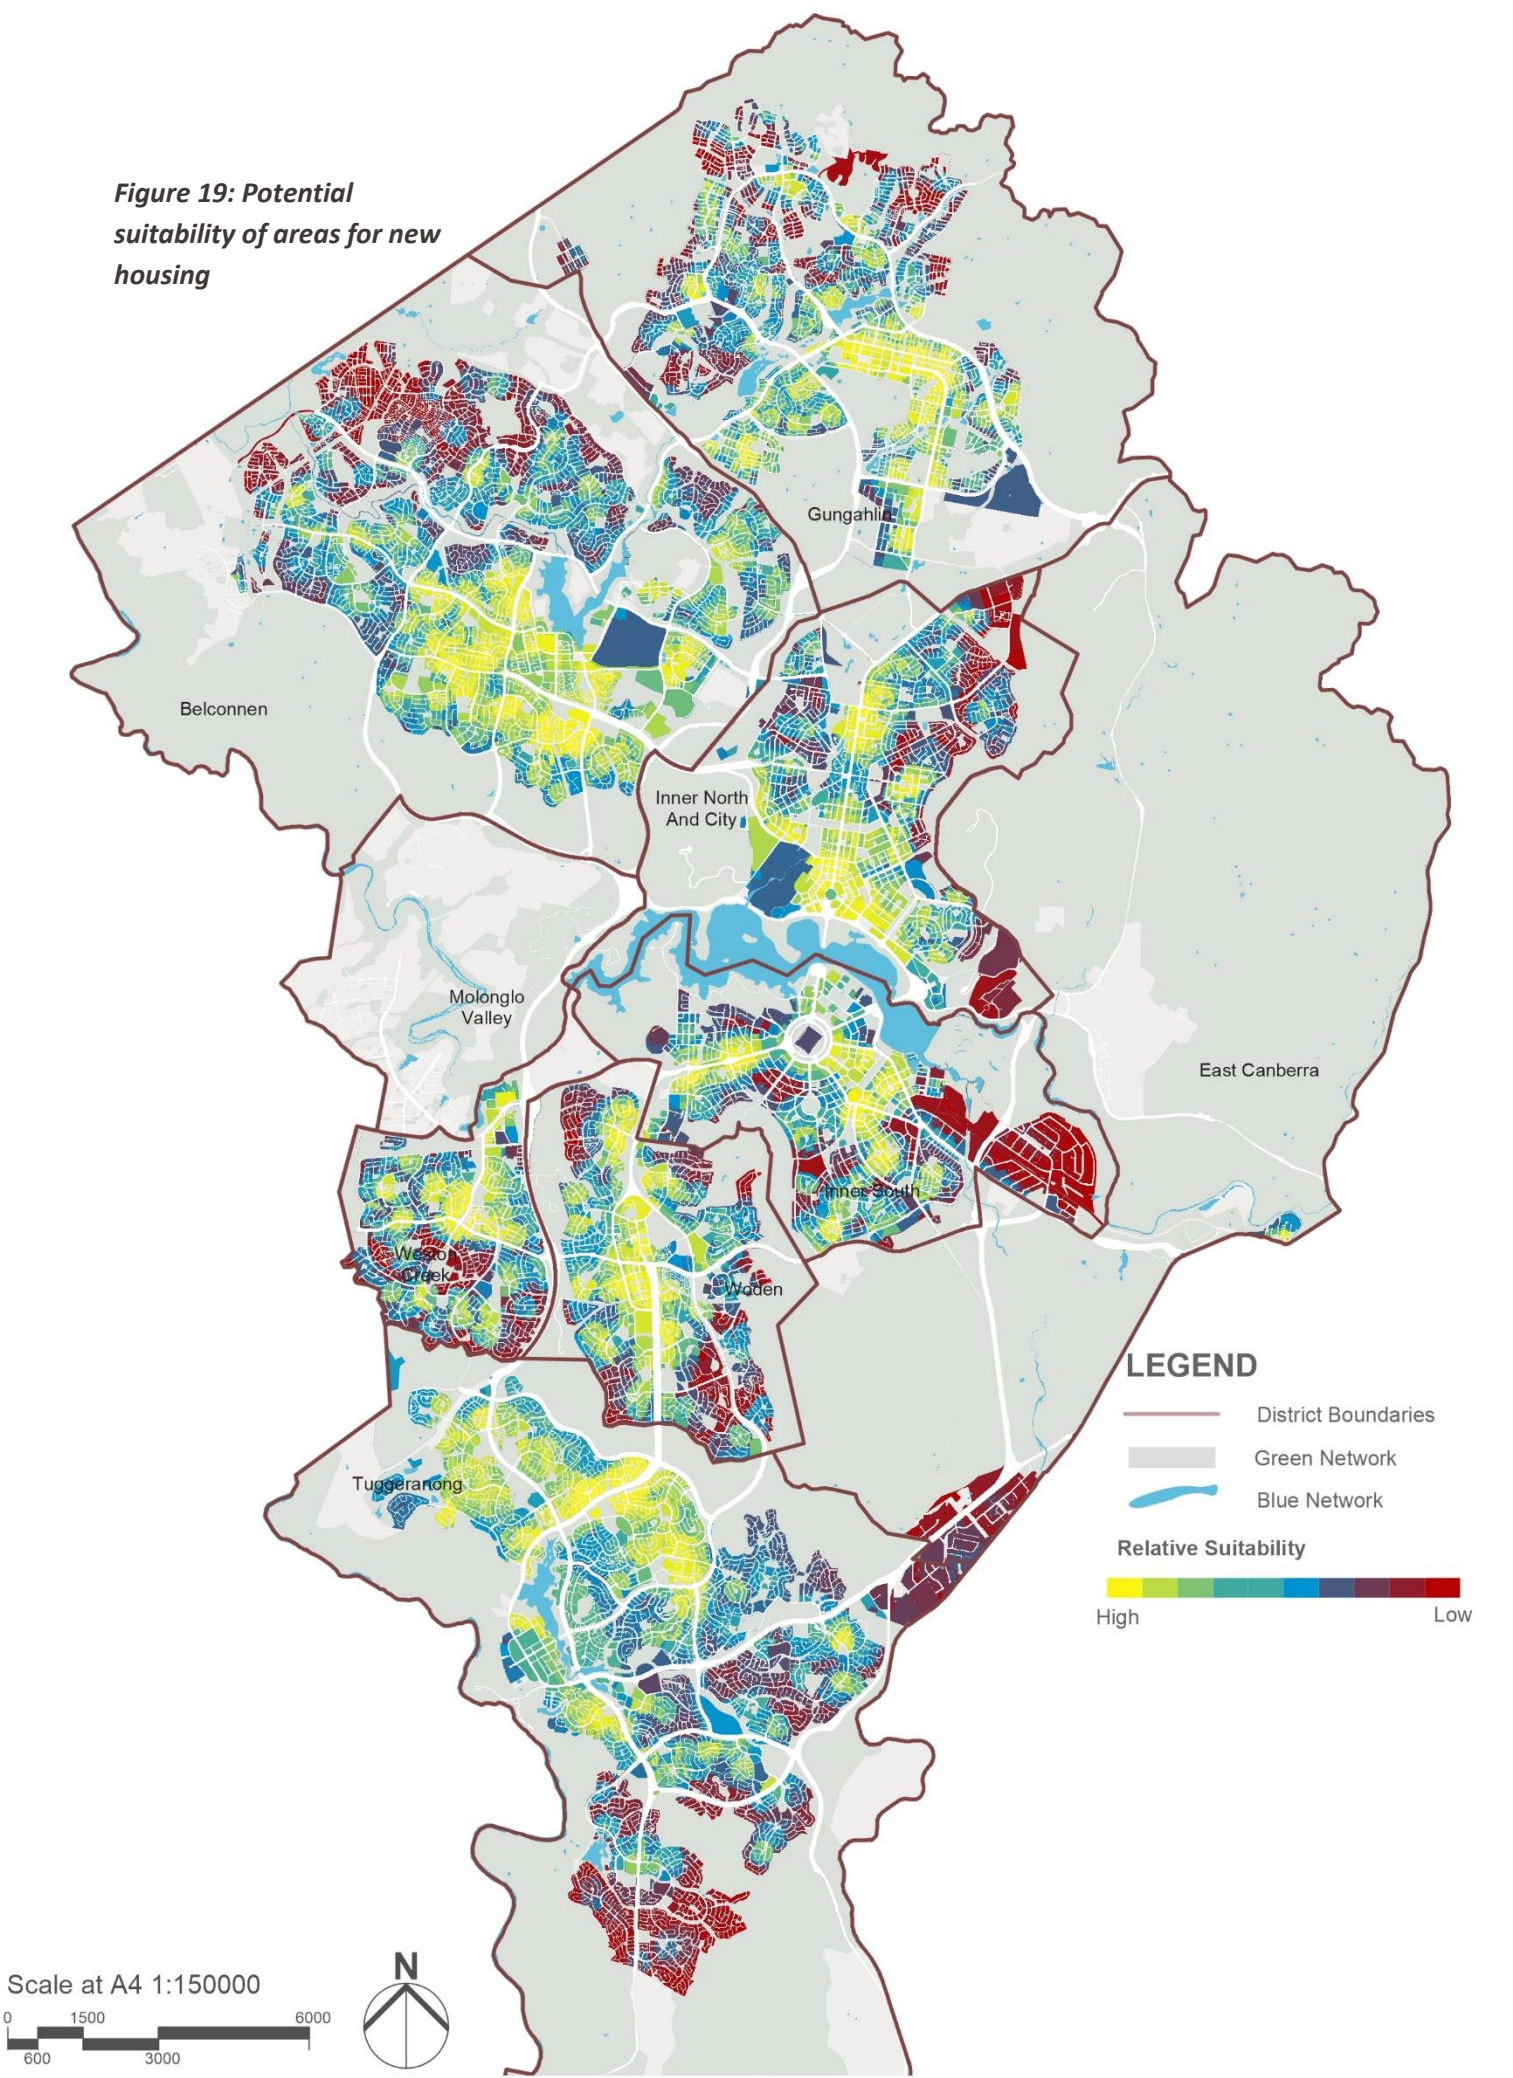 Figure 19: Potential
suitability of areas for new
housing
Gungahlin
Belconnen
Inner North
And City
Molonglo
Valley
East Canberra
Inner South
Weston
Creek
Woden
Tuggeranong
LEGEND
District Boundaries
Green Network
Blue Network
Relative Suitability
High
Low
Scale at A4 1:150000
0 1500 6000
600 3000
N